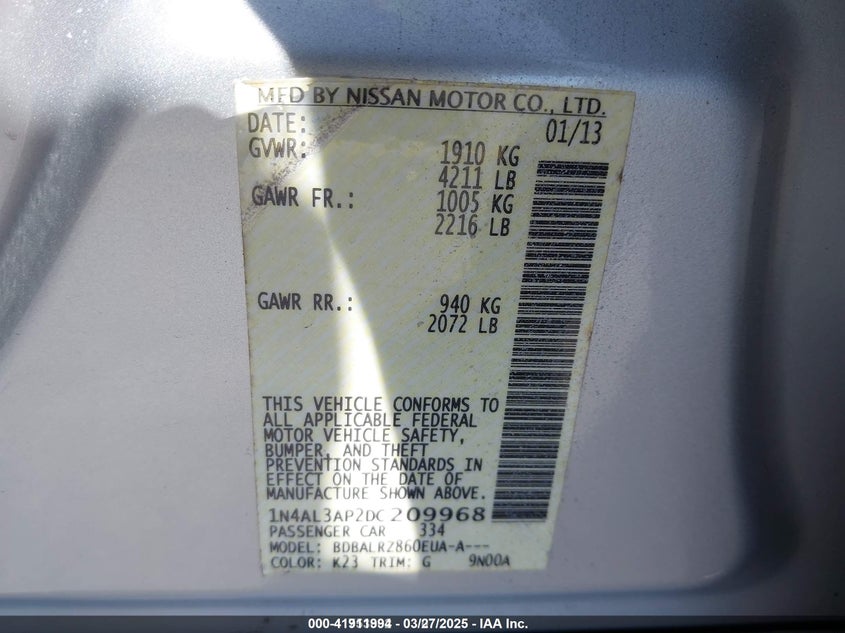 MFD BY NISSAN MOTOR CO., LTD.
DATE: 01/13
GVWR: 1910 KG
4211 LB
GAWR FR.: 1005 KG
2216 LB
GAWR RR.: 940 KG
2072 LB
THIS VEHICLE CONFORMS TO
ALL APPLICABLE FEDERAL
MOTOR VEHICLE SAFETY,
BUMPER, AND THEFT
PREVENTION STANDARDS IN
EFFECT ON THE DATE OF
MANUFACTURE SHOWN ABOVE.
1N4AL3AP2DC209968
PASSENGER CAR 334
MODEL: BDBALR2860EUA-A---
COLOR: K23 TRIM: G 9N00A
- 03/27/2025 - IAA Inc.